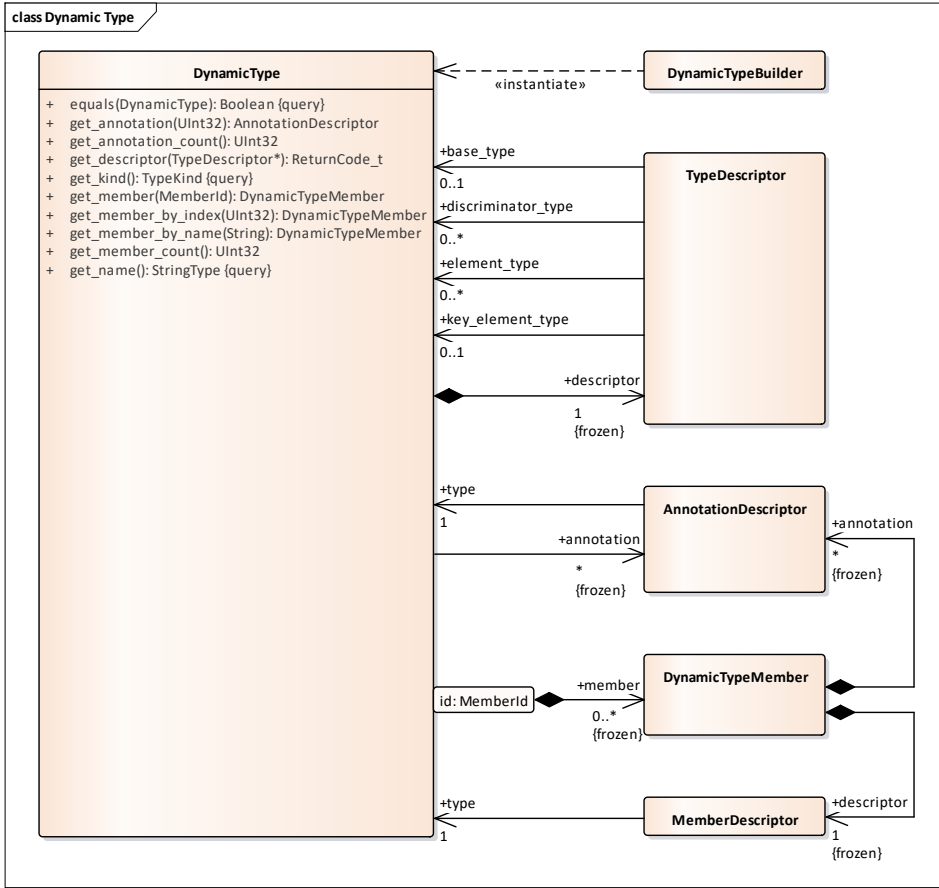 class Dynamic Type
DynamicType
+ equals(DynamicType): Boolean {query}
+ get_annotation(UInt32): AnnotationDescriptor
+ get_annotation_count(): UInt32
+ get_descriptor(TypeDescriptor*): ReturnCode_t
+ get_kind(): TypeKind {query}
+ get_member(MemberId): DynamicTypeMember
+ get_member_by_index(UInt32): DynamicTypeMember
+ get_member_by_name(String): DynamicTypeMember
+ get_member_count(): UInt32
+ get_name(): StringType {query}
DynamicTypeBuilder
«instantiate»
TypeDescriptor
+base_type
0..1
+discriminator_type
0..*
+element_type
0..*
+key_element_type
0..1
+descriptor
1
{frozen}
AnnotationDescriptor
+type
1
+annotation
*
{frozen}
+annotation
*
{frozen}
DynamicTypeMember
id: MemberId
+member
0..*
{frozen}
MemberDescriptor
+type
1
+descriptor
1
{frozen}